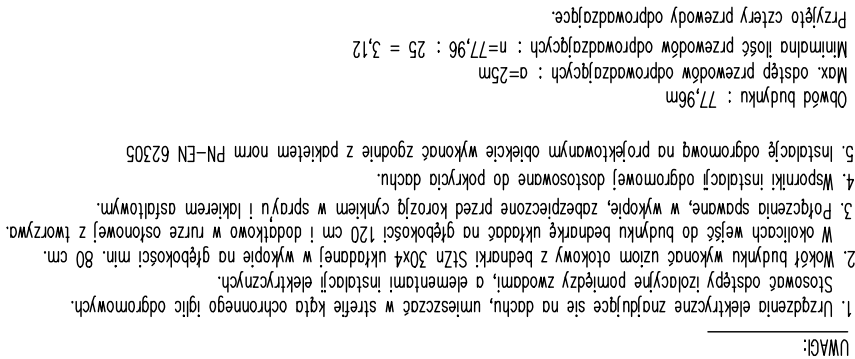 UWAGI:
1. Urządzenia elektryczne znajdujące sie na dachu, umieszczać w strefie kąta ochronnego iglic odgromowych.
Stosować odstępy izolacyjne pomiędzy zwodami, a elementami instalacji elektrycznych.
2. Wokół budynku wykonać uziom otokowy z bednarki StZn 30x4 układanej w wykopie na głębokości min. 80 cm.
W okolicach wejść do budynku bednarkę układać na głębokości 120 cm i dodatkowo w rurze osłonowej z tworzywa.
3. Połączenia spawane, w wykopie, zabezpieczone przed korozją cynkiem w sprayu i lakierem asfaltowym.
4. Wsporniki instalacji odgromowej dostosowane do pokrycia dachu.
5. Instalację odgromową na projektowanym obiekcie wykonać zgodnie z pakietem norm PN-EN 62305
Obwód budynku : 77,96m
Max. odstęp przewodów odprowadzających : a=25m
Minimalna ilość przewodów odprowadzających : n=77,96 : 25 = 3,12
Przyjęto cztery przewody odprowadzające.